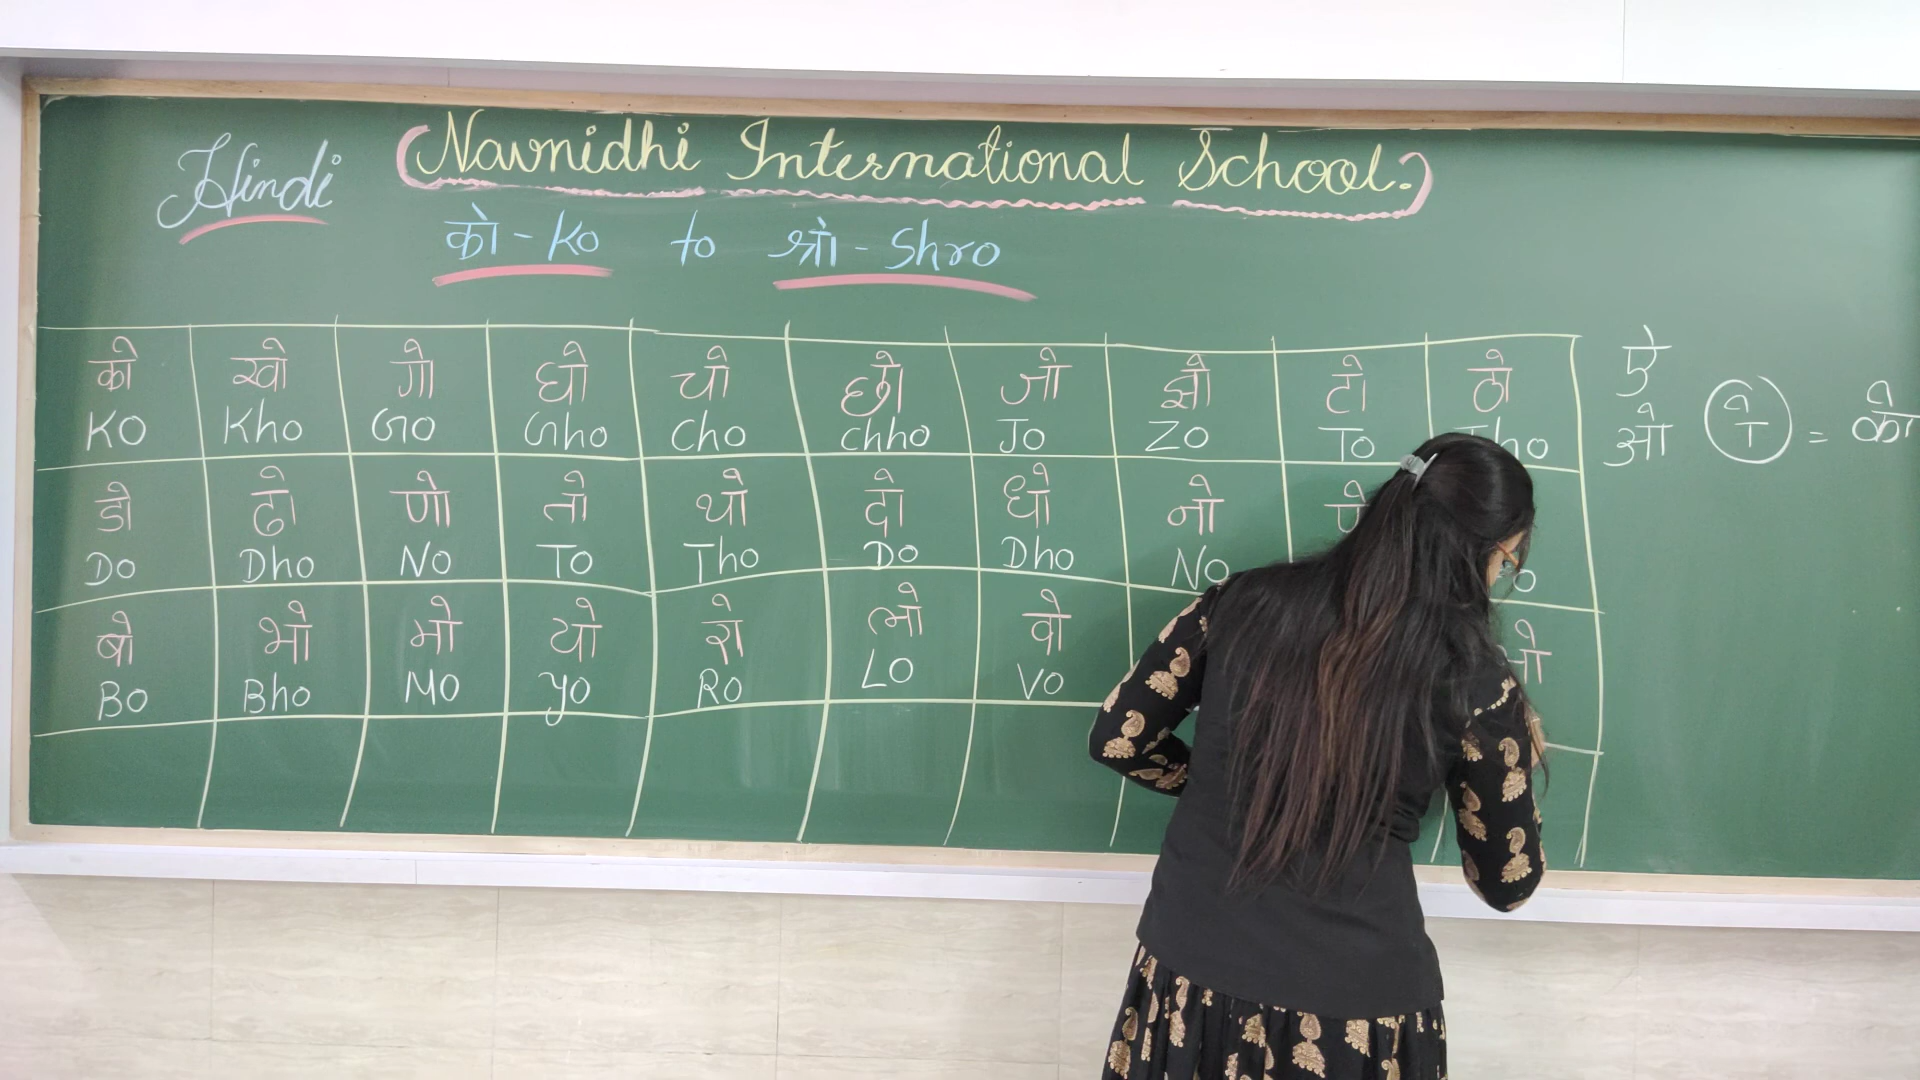 Hindi (Navnidhi International School.)
को - Ko to श्रो - Shro
को खो गो घो चो छो जो झो टो ठो
Ko Kho Go Gho Cho Chho Jo Zo To Tho
डो ढो णो तो थो दो धो नो
Do Dho No To Tho Do Dho No
बो भो मो यो रो लो वो
Bo Bho Mo Yo Ro Lo Vo
ऐ
ओ = को